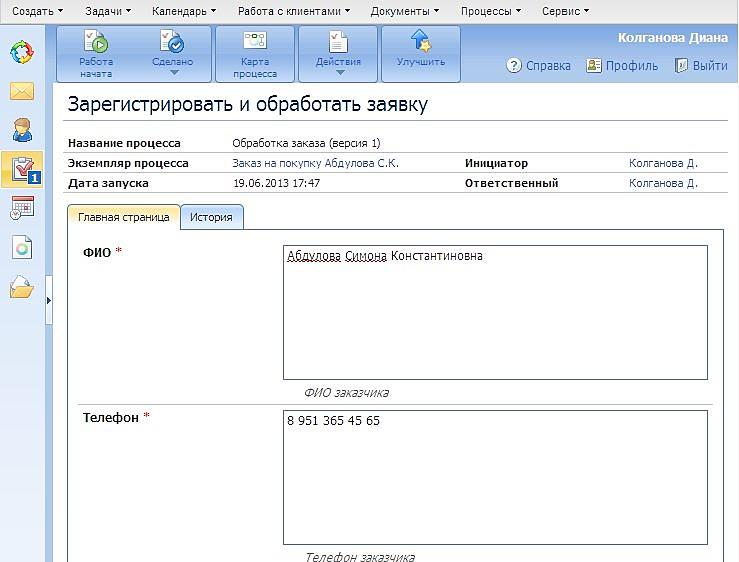 Создать Задачи Календарь Работа с клиентами Документы Процессы Сервис
Колганова Диана
Работа начата
Сделано
Карта процесса
Действия
Улучшить
Справка Профиль Выйти
1
Зарегистрировать и обработать заявку
Название процесса Обработка заказа (версия 1)
Экземпляр процесса Заказ на покупку Абдулова С.К. Инициатор Колганова Д.
Дата запуска 19.06.2013 17:47 Ответственный Колганова Д.
Главная страница История
ФИО * Абдулова Симона Константиновна
ФИО заказчика
Телефон * 8 951 365 45 65
Телефон заказчика